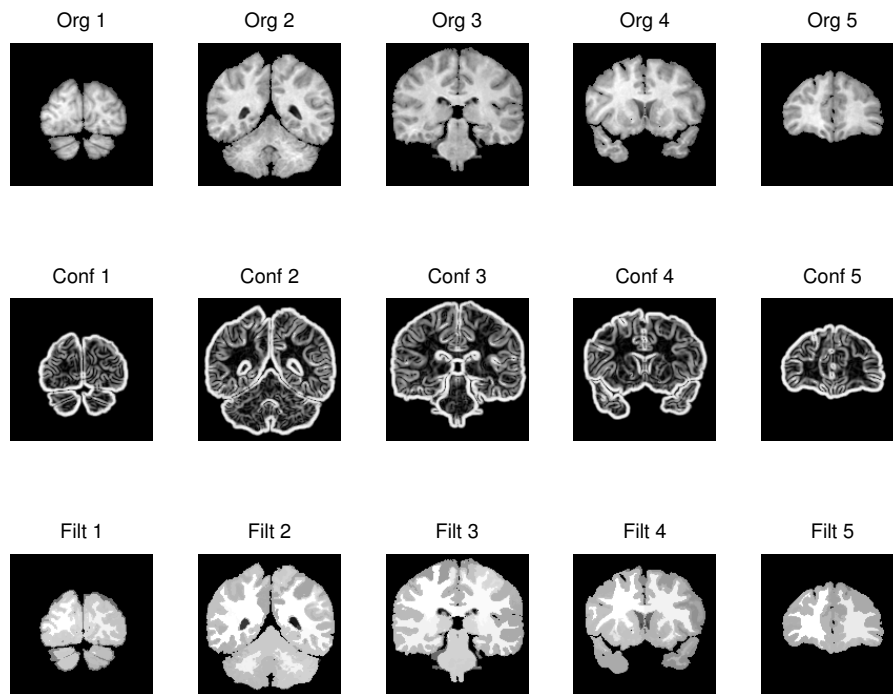 Org 1 Org 2 Org 3 Org 4 Org 5
Conf 1 Conf 2 Conf 3 Conf 4 Conf 5
Filt 1 Filt 2 Filt 3 Filt 4 Filt 5